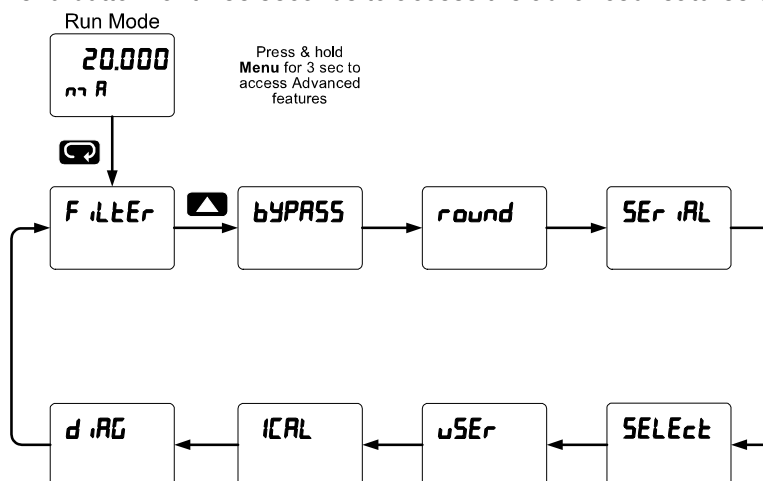 Run Mode
20.000
mA
Press & hold
Menu for 3 sec to
access Advanced
features
FiLtEr
bYPASS
round
SEriAL
diAG
ICAL
uSEr
SELEct